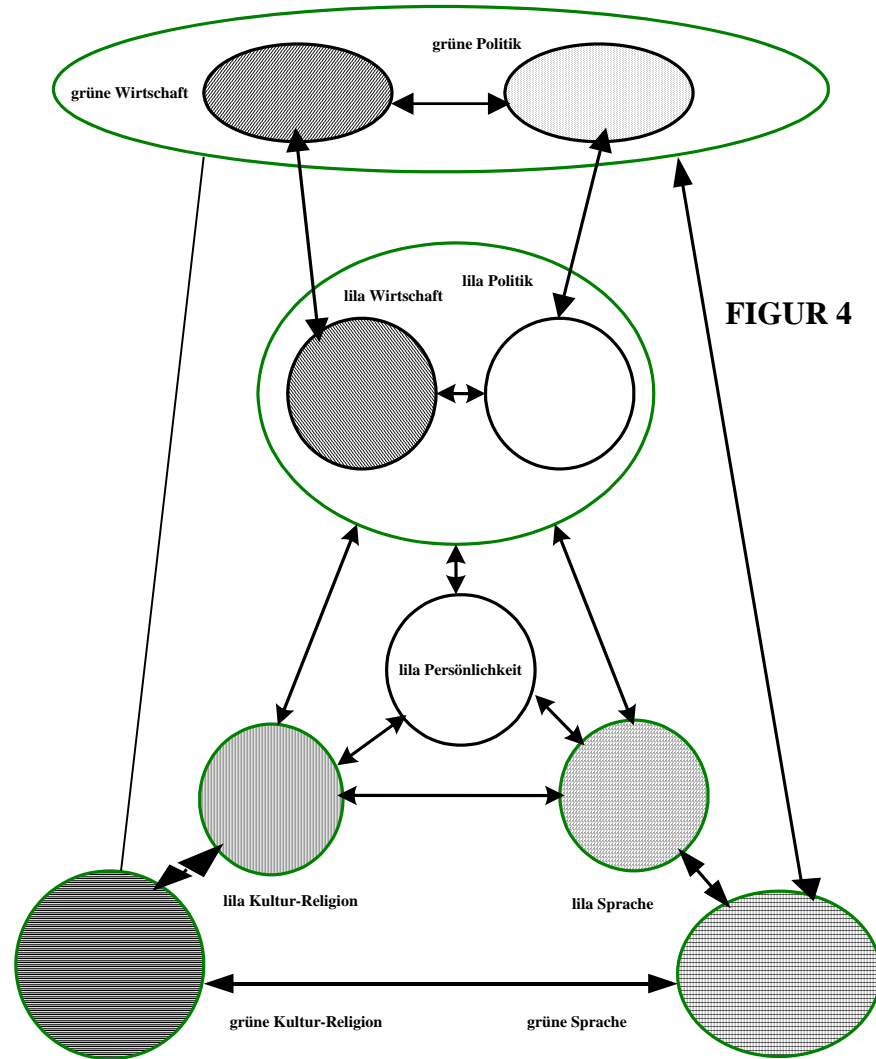 grüne Politik
grüne Wirtschaft
lila Politik
lila Wirtschaft
FIGUR 4
lila Persönlichkeit
lila Kultur-Religion
lila Sprache
grüne Kultur-Religion
grüne Sprache